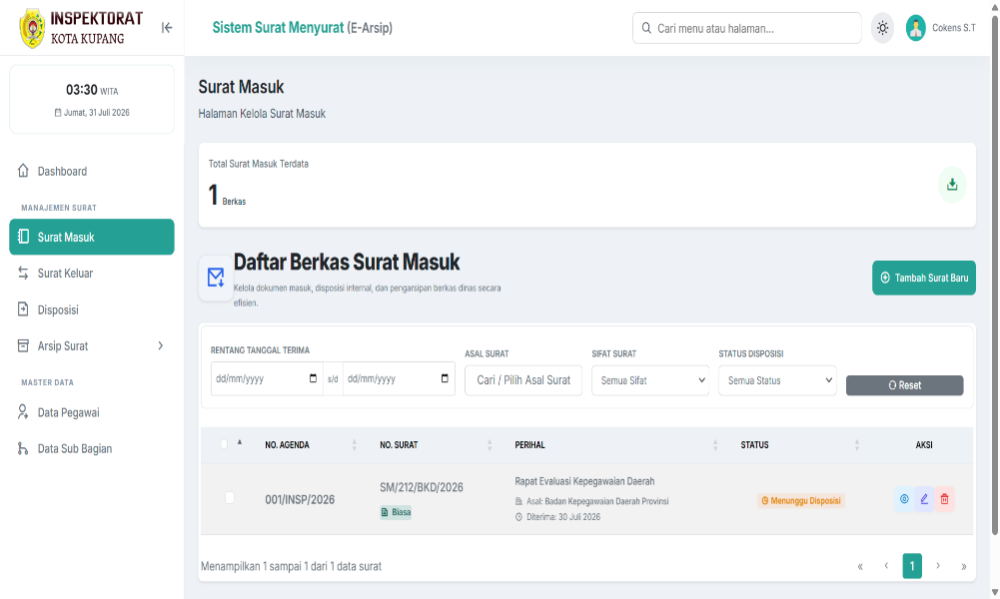 INSPEKTORAT
KOTA KUPANG
Sistem Surat Menyurat (E-Arsip)
Cari menu atau halaman...
Cokens S.T
03:30 WITA
Jumat, 31 Juli 2026
Dashboard
MANAJEMEN SURAT
Surat Masuk
Surat Keluar
Disposisi
Arsip Surat
MASTER DATA
Data Pegawai
Data Sub Bagian
Surat Masuk
Halaman Kelola Surat Masuk
Total Surat Masuk Terdata
1 Berkas
Daftar Berkas Surat Masuk
Kelola dokumen masuk, disposisi internal, dan pengarsipan berkas dinas secara
efisien.
Tambah Surat Baru
RENTANG TANGGAL TERIMA
ASAL SURAT
SIFAT SURAT
STATUS DISPOSISI
dd/mm/yyyy s/d dd/mm/yyyy
Cari / Pilih Asal Surat
Semua Sifat
Semua Status
Reset
NO. AGENDA NO. SURAT PERIHAL STATUS AKSI
001/INSP/2026
SM/212/BKD/2026
Biasa
Rapat Evaluasi Kepegawaian Daerah
Asal: Badan Kepegawaian Daerah Provinsi
Diterima: 30 Juli 2026
Menunggu Disposisi
Menampilkan 1 sampai 1 dari 1 data surat
« ‹ 1 › »